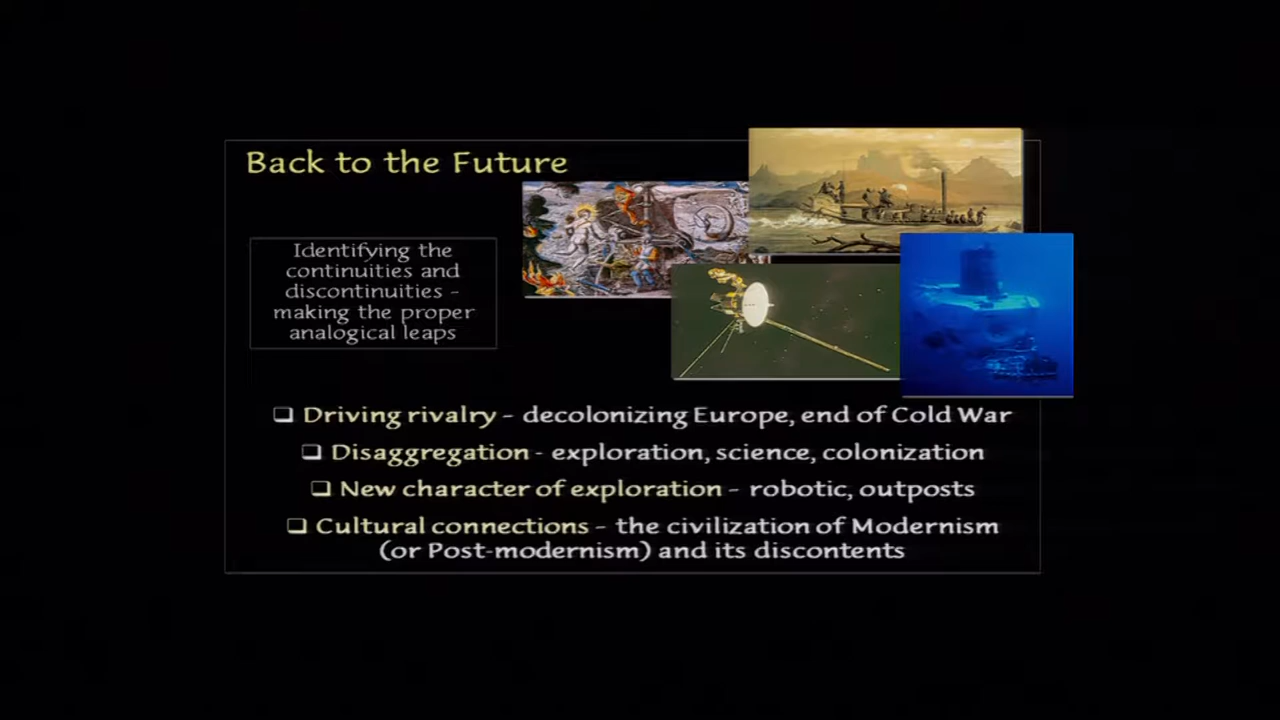 Back to the Future
Identifying the
continuities and
discontinuities -
making the proper
analogical leaps
❑ Driving rivalry - decolonizing Europe, end of Cold War
❑ Disaggregation - exploration, science, colonization
❑ New character of exploration - robotic, outposts
❑ Cultural connections - the civilization of Modernism
(or Post-modernism) and its discontents